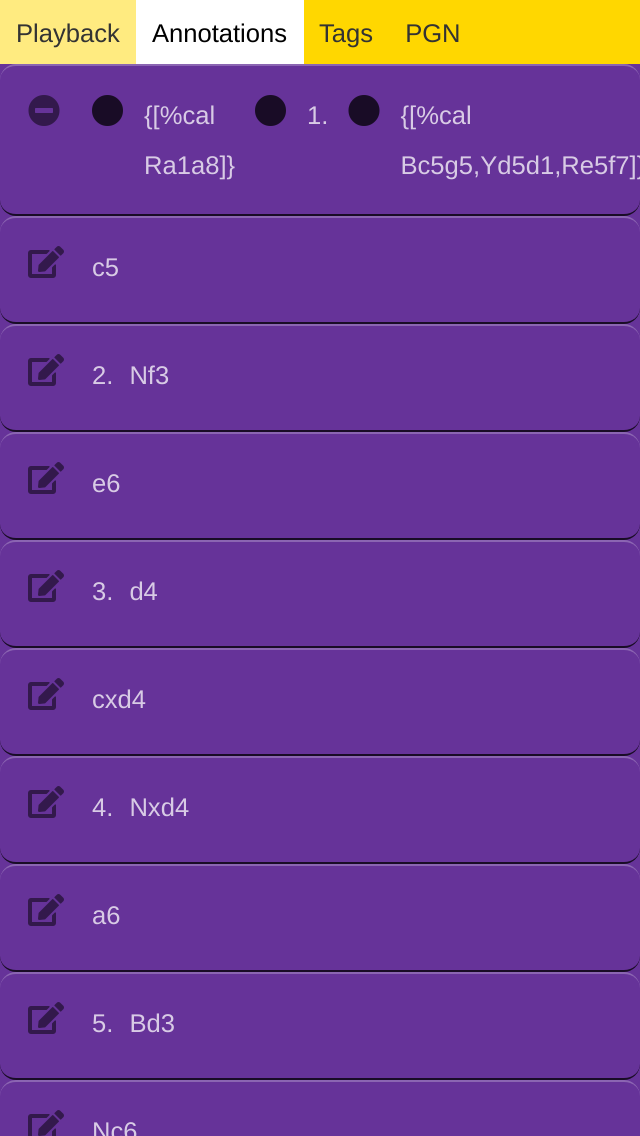 Playback Annotations Tags PGN
{[%cal 1. {[%cal
Ra1a8]} Bc5g5,Yd5d1,Re5f7]}
c5
2. Nf3
e6
3. d4
cxd4
4. Nxd4
a6
5. Bd3
Nc6